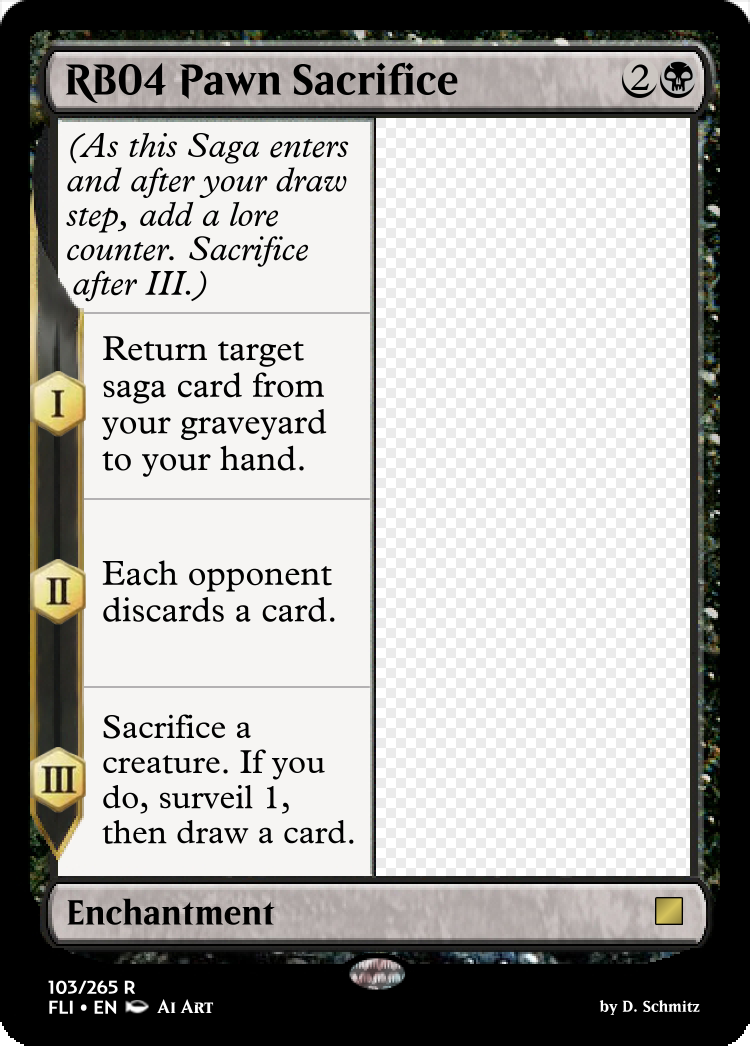 RB04 Pawn Sacrifice 2
(As this Saga enters
and after your draw
step, add a lore
counter. Sacrifice
after III.)
I
Return target
saga card from
your graveyard
to your hand.
II
Each opponent
discards a card.
III
Sacrifice a
creature. If you
do, surveil 1,
then draw a card.
Enchantment
103/265 R
FLI • EN AI ART
by D. Schmitz